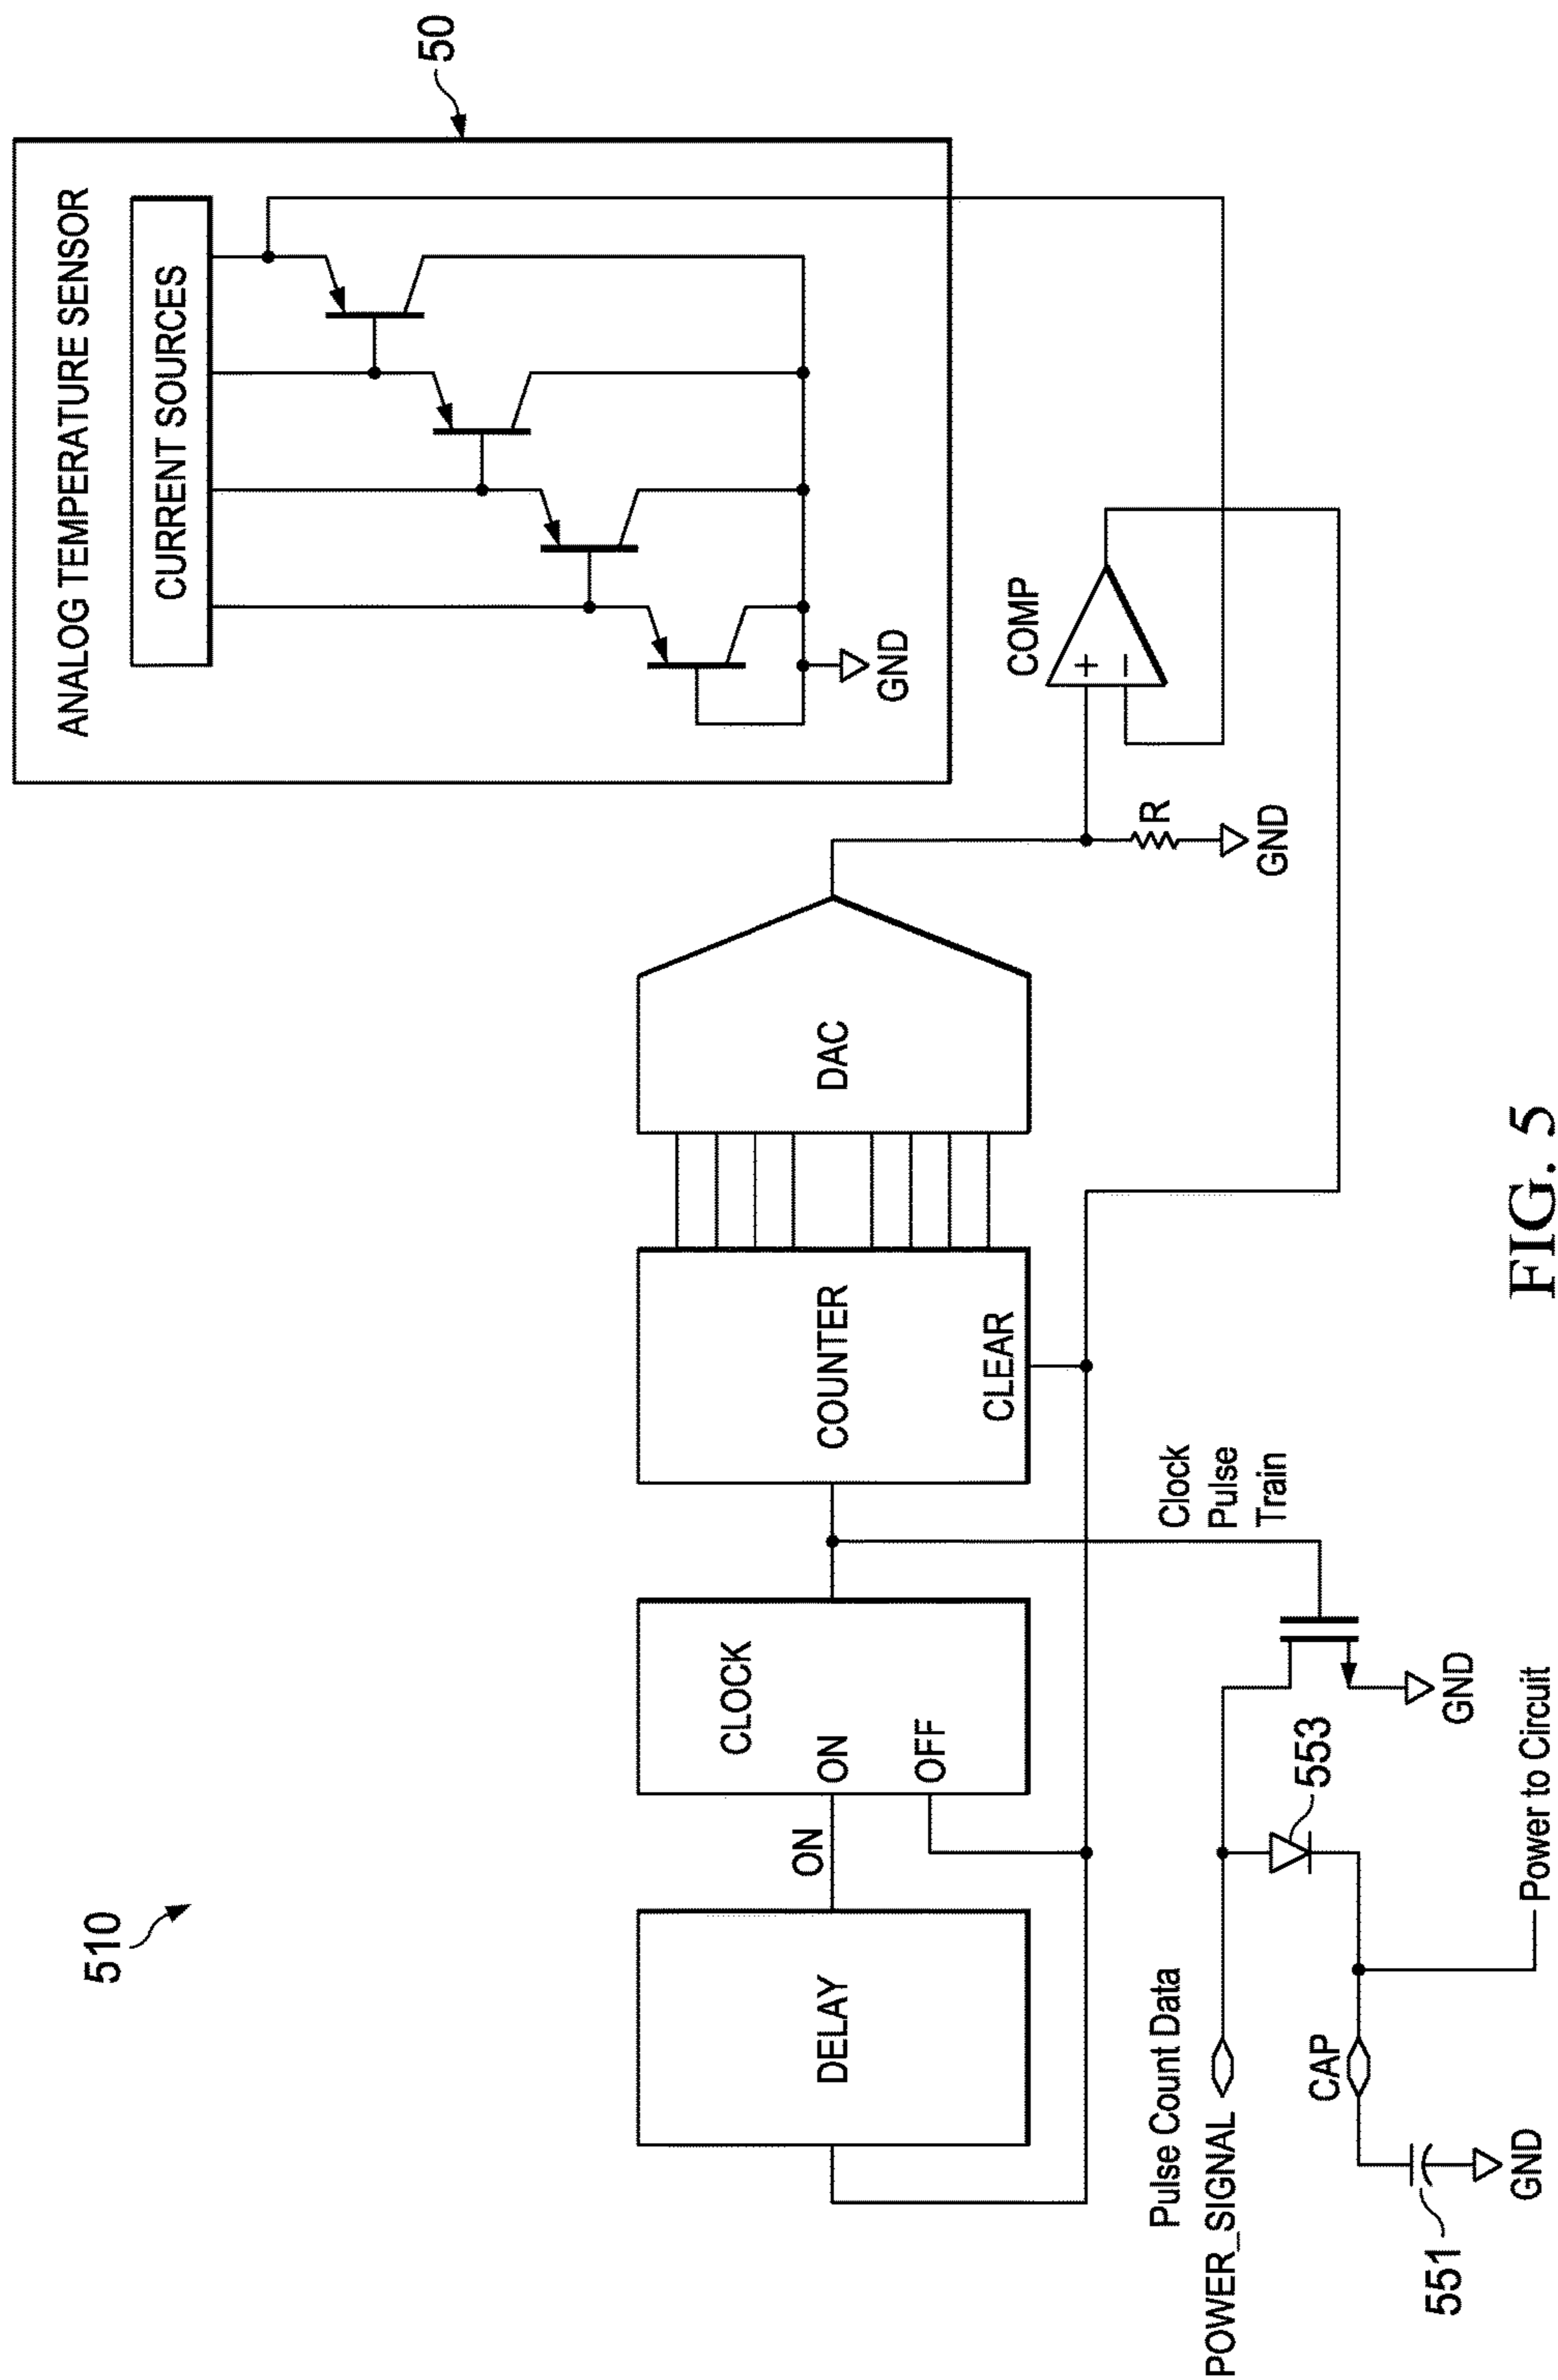 510
ANALOG TEMPERATURE SENSOR
CURRENT SOURCES
50
GND
DELAY
ON
CLOCK
ON
OFF
COUNTER
CLEAR
DAC
COMP
+
−
R
GND
Clock
Pulse
Train
Pulse Count Data
POWER_SIGNAL
553
GND
CAP
551
GND
Power to Circuit
FIG. 5